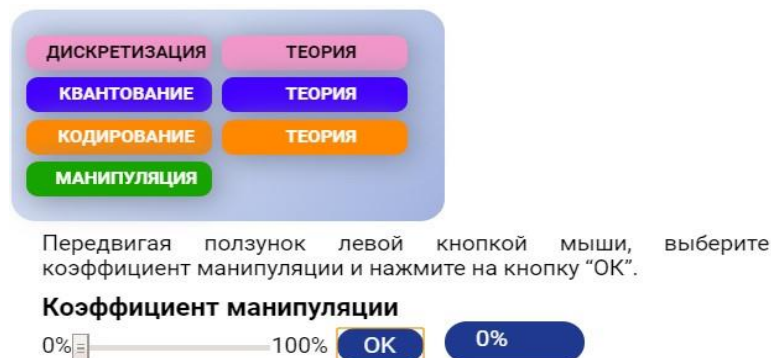 ДИСКРЕТИЗАЦИЯ ТЕОРИЯ
КВАНТОВАНИЕ ТЕОРИЯ
КОДИРОВАНИЕ ТЕОРИЯ
МАНИПУЛЯЦИЯ
Передвигая ползунок левой кнопкой мыши, выберите
коэффициент манипуляции и нажмите на кнопку “ОК”.
Коэффициент манипуляции
0% 100% ОК 0%